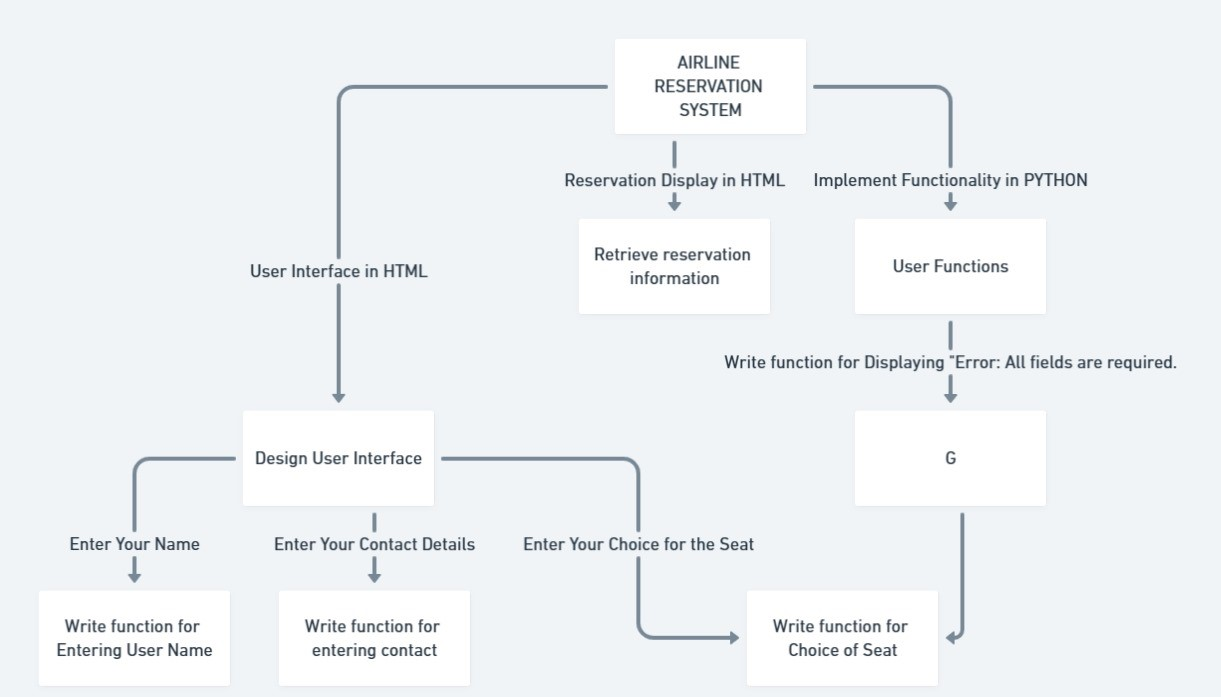 AIRLINE
RESERVATION
SYSTEM
Reservation Display in HTML
Implement Functionality in PYTHON
Retrieve reservation
information
User Functions
User Interface in HTML
Write function for Displaying "Error: All fields are required.
Design User Interface
G
Enter Your Name
Enter Your Contact Details
Enter Your Choice for the Seat
Write function for
Entering User Name
Write function for
entering contact
Write function for
Choice of Seat